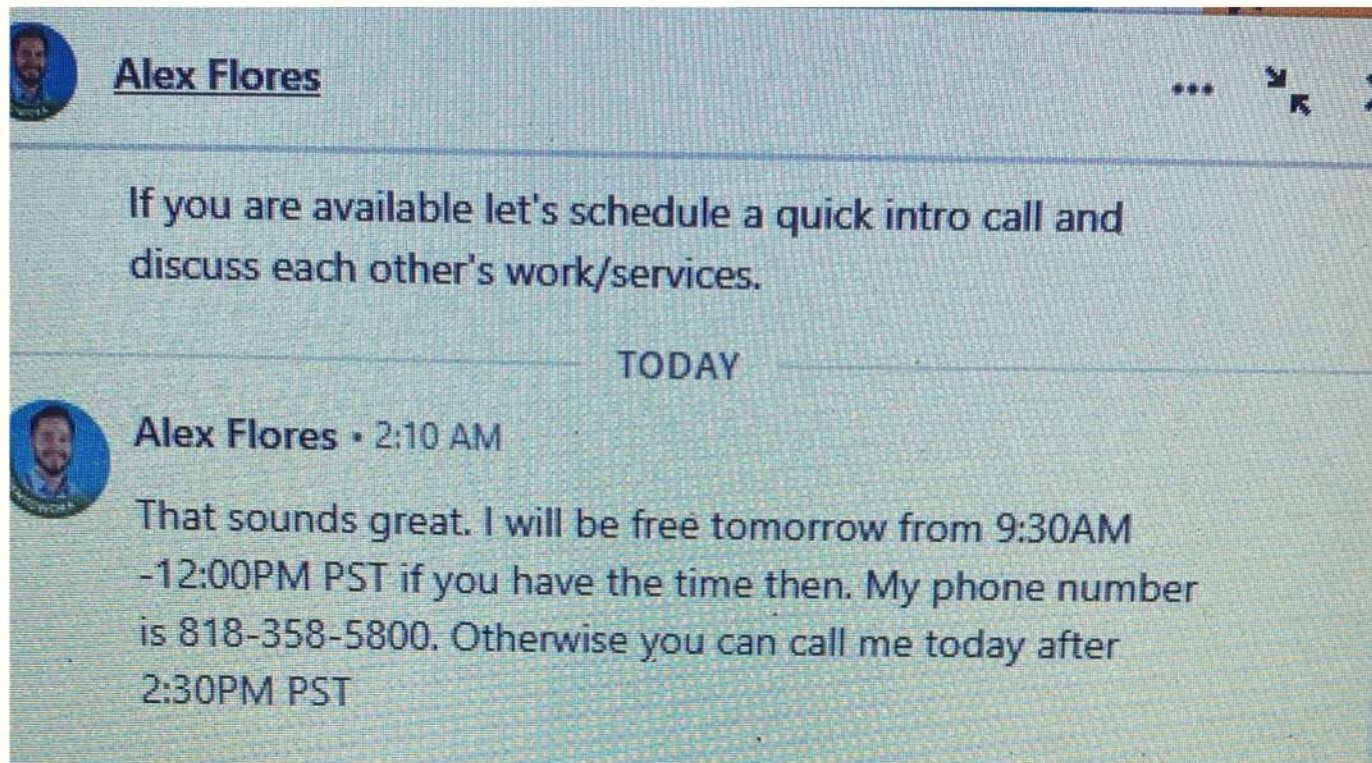 Alex Flores
If you are available let's schedule a quick intro call and
discuss each other's work/services.
TODAY
Alex Flores • 2:10 AM
That sounds great. I will be free tomorrow from 9:30AM
-12:00PM PST if you have the time then. My phone number
is 818-358-5800. Otherwise you can call me today after
2:30PM PST